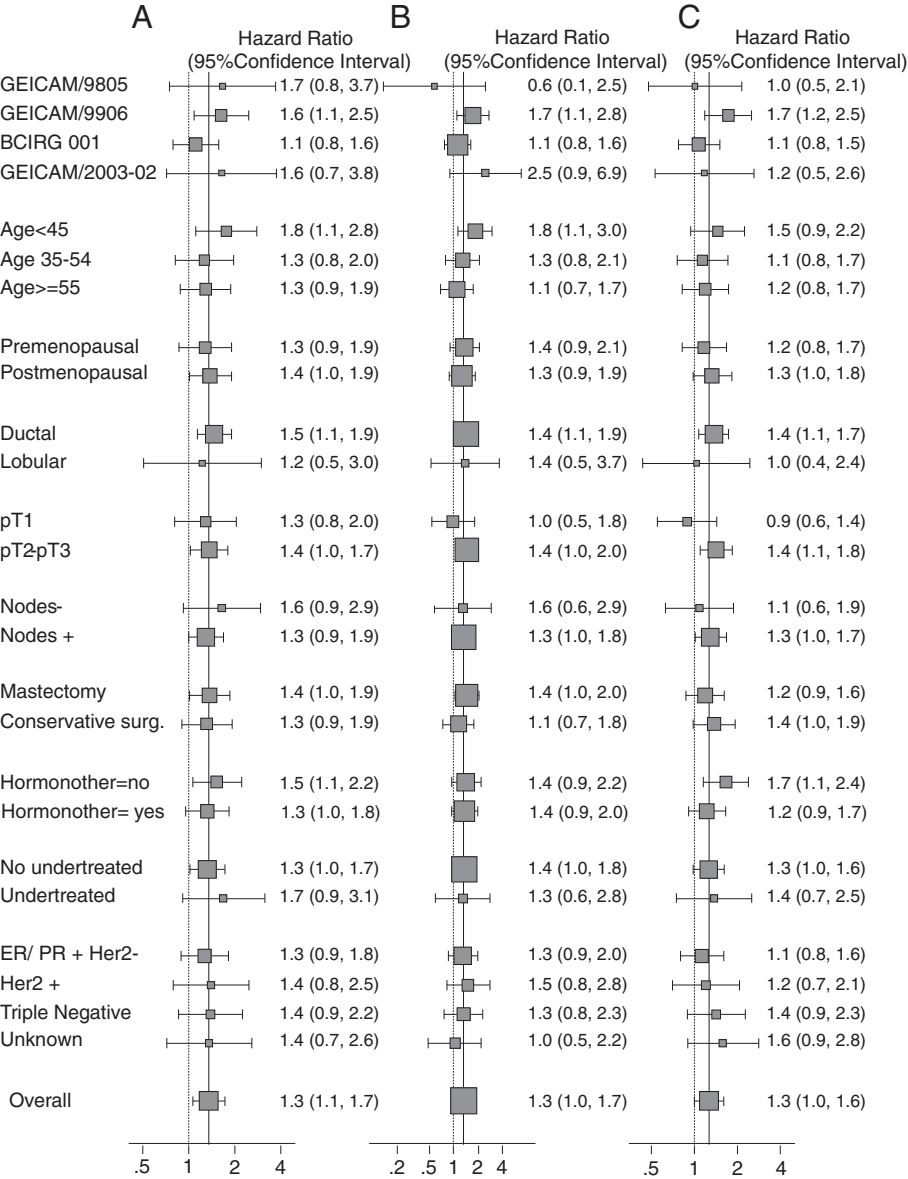 A B C
Hazard Ratio Hazard Ratio Hazard Ratio
(95%Confidence Interval) (95%Confidence Interval) (95%Confidence Interval)
GEICAM/9805 1.7 (0.8, 3.7) 0.6 (0.1, 2.5) 1.0 (0.5, 2.1)
GEICAM/9906 1.6 (1.1, 2.5) 1.7 (1.1, 2.8) 1.7 (1.2, 2.5)
BCIRG 001 1.1 (0.8, 1.6) 1.1 (0.8, 1.6) 1.1 (0.8, 1.5)
GEICAM/2003-02 1.6 (0.7, 3.8) 2.5 (0.9, 6.9) 1.2 (0.5, 2.6)
Age<45 1.8 (1.1, 2.8) 1.8 (1.1, 3.0) 1.5 (0.9, 2.2)
Age 35-54 1.3 (0.8, 2.0) 1.3 (0.8, 2.1) 1.1 (0.8, 1.7)
Age>=55 1.3 (0.9, 1.9) 1.1 (0.7, 1.7) 1.2 (0.8, 1.7)
Premenopausal 1.3 (0.9, 1.9) 1.4 (0.9, 2.1) 1.2 (0.8, 1.7)
Postmenopausal 1.4 (1.0, 1.9) 1.3 (0.9, 1.9) 1.3 (1.0, 1.8)
Ductal 1.5 (1.1, 1.9) 1.4 (1.1, 1.9) 1.4 (1.1, 1.7)
Lobular 1.2 (0.5, 3.0) 1.4 (0.5, 3.7) 1.0 (0.4, 2.4)
pT1 1.3 (0.8, 2.0) 1.0 (0.5, 1.8) 0.9 (0.6, 1.4)
pT2-pT3 1.4 (1.0, 1.7) 1.4 (1.0, 2.0) 1.4 (1.1, 1.8)
Nodes- 1.6 (0.9, 2.9) 1.6 (0.6, 2.9) 1.1 (0.6, 1.9)
Nodes + 1.3 (0.9, 1.9) 1.3 (1.0, 1.8) 1.3 (1.0, 1.7)
Mastectomy 1.4 (1.0, 1.9) 1.4 (1.0, 2.0) 1.2 (0.9, 1.6)
Conservative surg. 1.3 (0.9, 1.9) 1.1 (0.7, 1.8) 1.4 (1.0, 1.9)
Hormonother=no 1.5 (1.1, 2.2) 1.4 (0.9, 2.2) 1.7 (1.1, 2.4)
Hormonother= yes 1.3 (1.0, 1.8) 1.4 (0.9, 2.0) 1.2 (0.9, 1.7)
No undertreated 1.3 (1.0, 1.7) 1.4 (1.0, 1.8) 1.3 (1.0, 1.6)
Undertreated 1.7 (0.9, 3.1) 1.3 (0.6, 2.8) 1.4 (0.7, 2.5)
ER/ PR + Her2- 1.3 (0.9, 1.8) 1.3 (0.9, 2.0) 1.1 (0.8, 1.6)
Her2 + 1.4 (0.8, 2.5) 1.5 (0.8, 2.8) 1.2 (0.7, 2.1)
Triple Negative 1.4 (0.9, 2.2) 1.3 (0.8, 2.3) 1.4 (0.9, 2.3)
Unknown 1.4 (0.7, 2.6) 1.0 (0.5, 2.2) 1.6 (0.9, 2.8)
Overall 1.3 (1.1, 1.7) 1.3 (1.0, 1.7) 1.3 (1.0, 1.6)
.5 1 2 4 .2 .5 1 2 4 .5 1 2 4